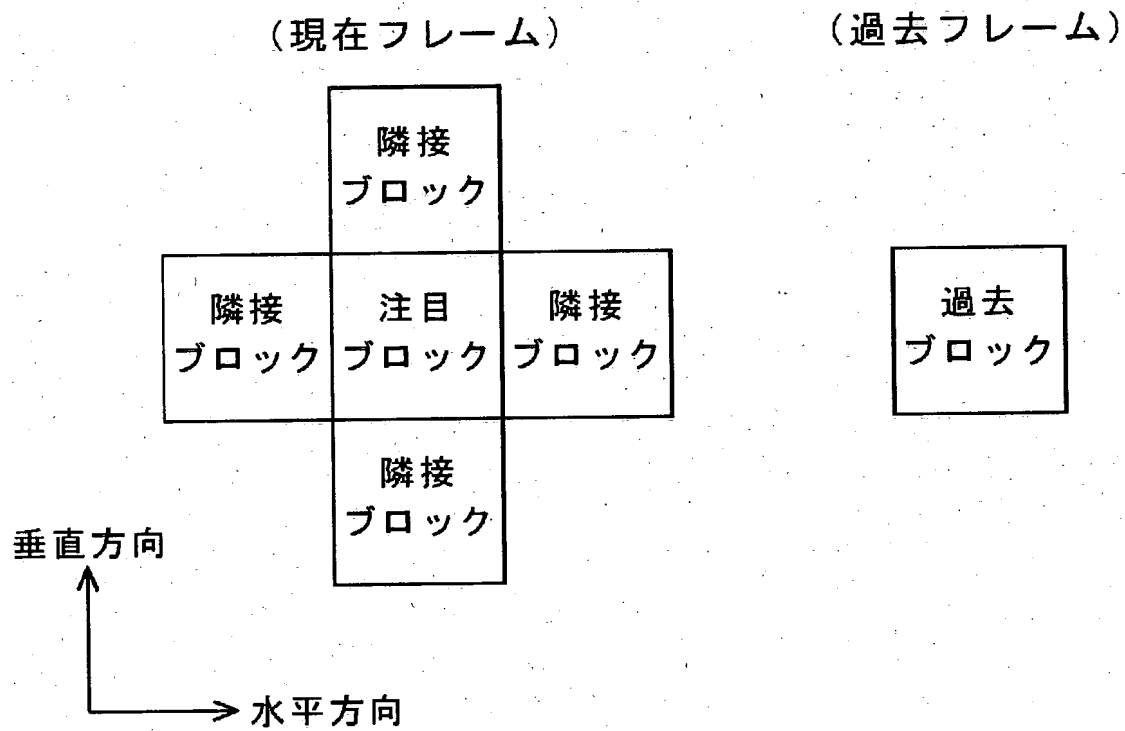 （現在フレーム）
（過去フレーム）
隣接
ブロック
隣接
ブロック
注目
ブロック
隣接
ブロック
過去
ブロック
隣接
ブロック
垂直方向
水平方向